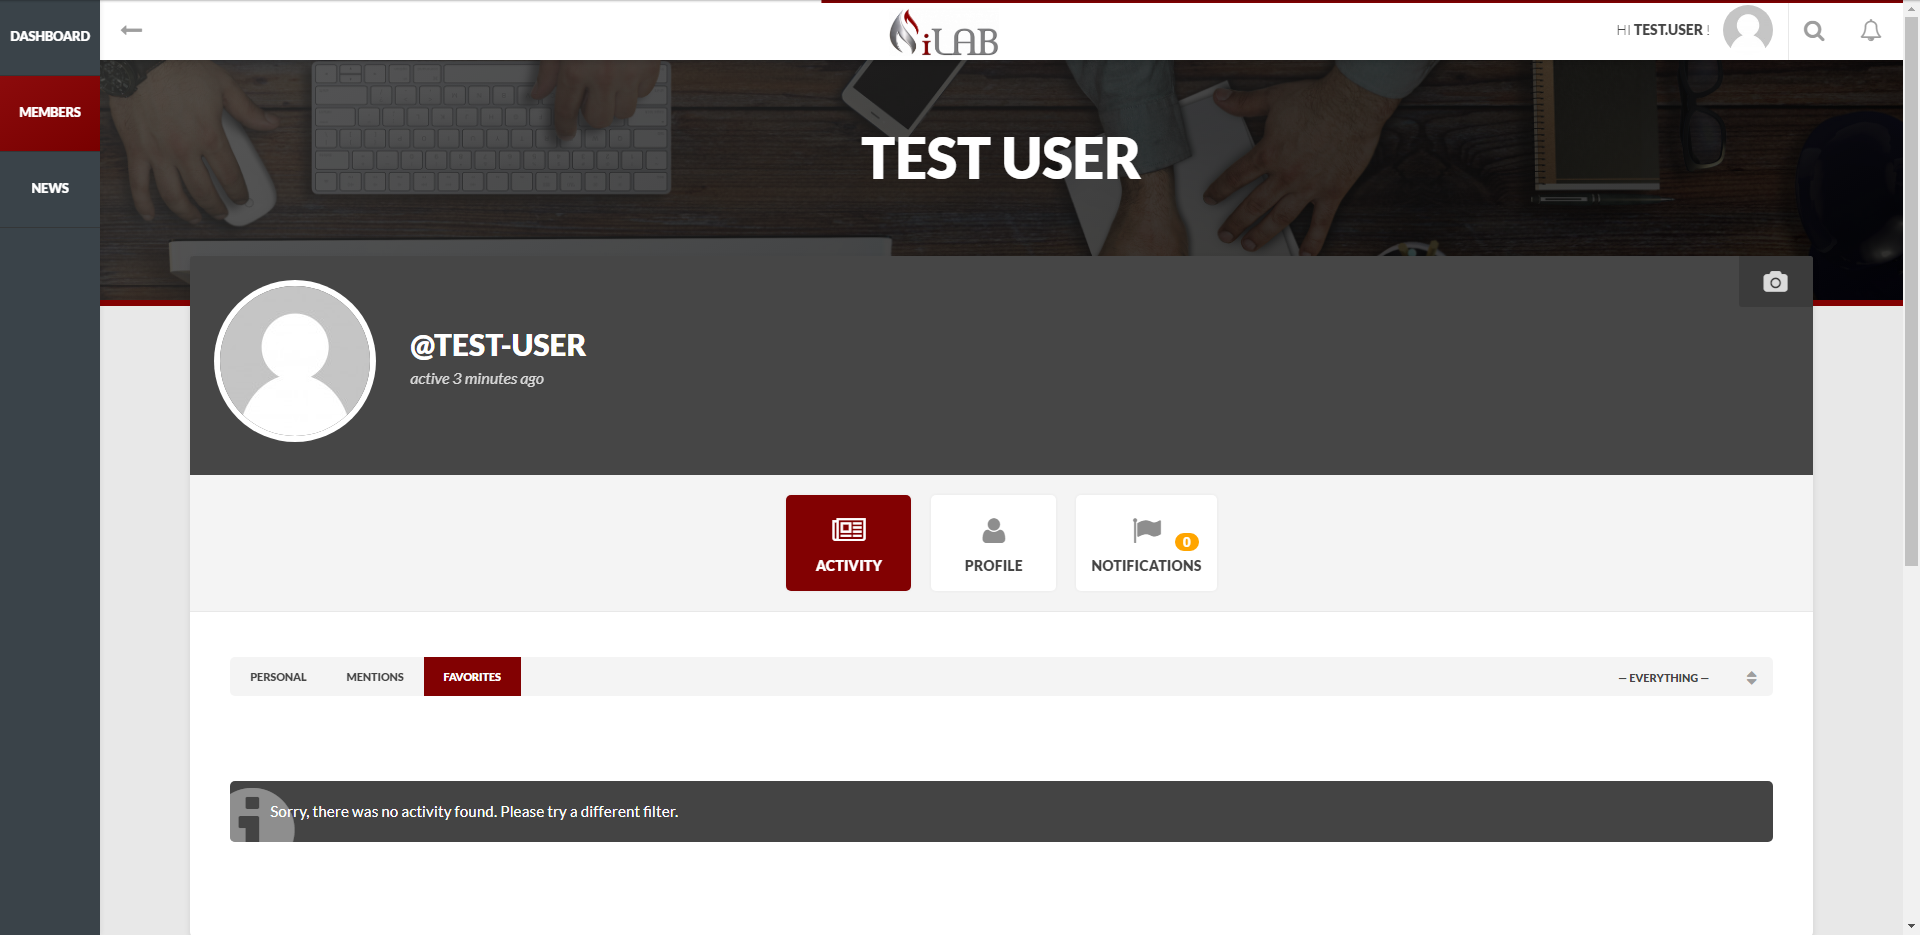 DASHBOARD
MEMBERS
NEWS
iLAB
HI TEST.USER !
TEST USER
@TEST-USER
active 3 minutes ago
ACTIVITY
PROFILE
0
NOTIFICATIONS
PERSONAL
MENTIONS
FAVORITES
— EVERYTHING —
Sorry, there was no activity found. Please try a different filter.